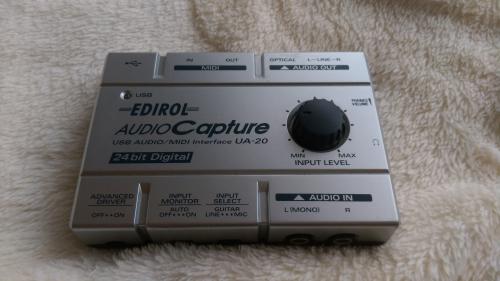 IN OUT
MIDI
OPTICAL L-LINE-R
AUDIO OUT
USB
EDIROL
AUDIO Capture
USB AUDIO/MIDI Interface UA-20
24bit Digital
PHONES
VOLUME
MIN MAX
INPUT LEVEL
ADVANCED
DRIVER
OFF•••ON
INPUT
MONITOR
AUTO
OFF•••ON
INPUT
SELECT
GUITAR
LINE•••MIC
AUDIO IN
L (MONO) R